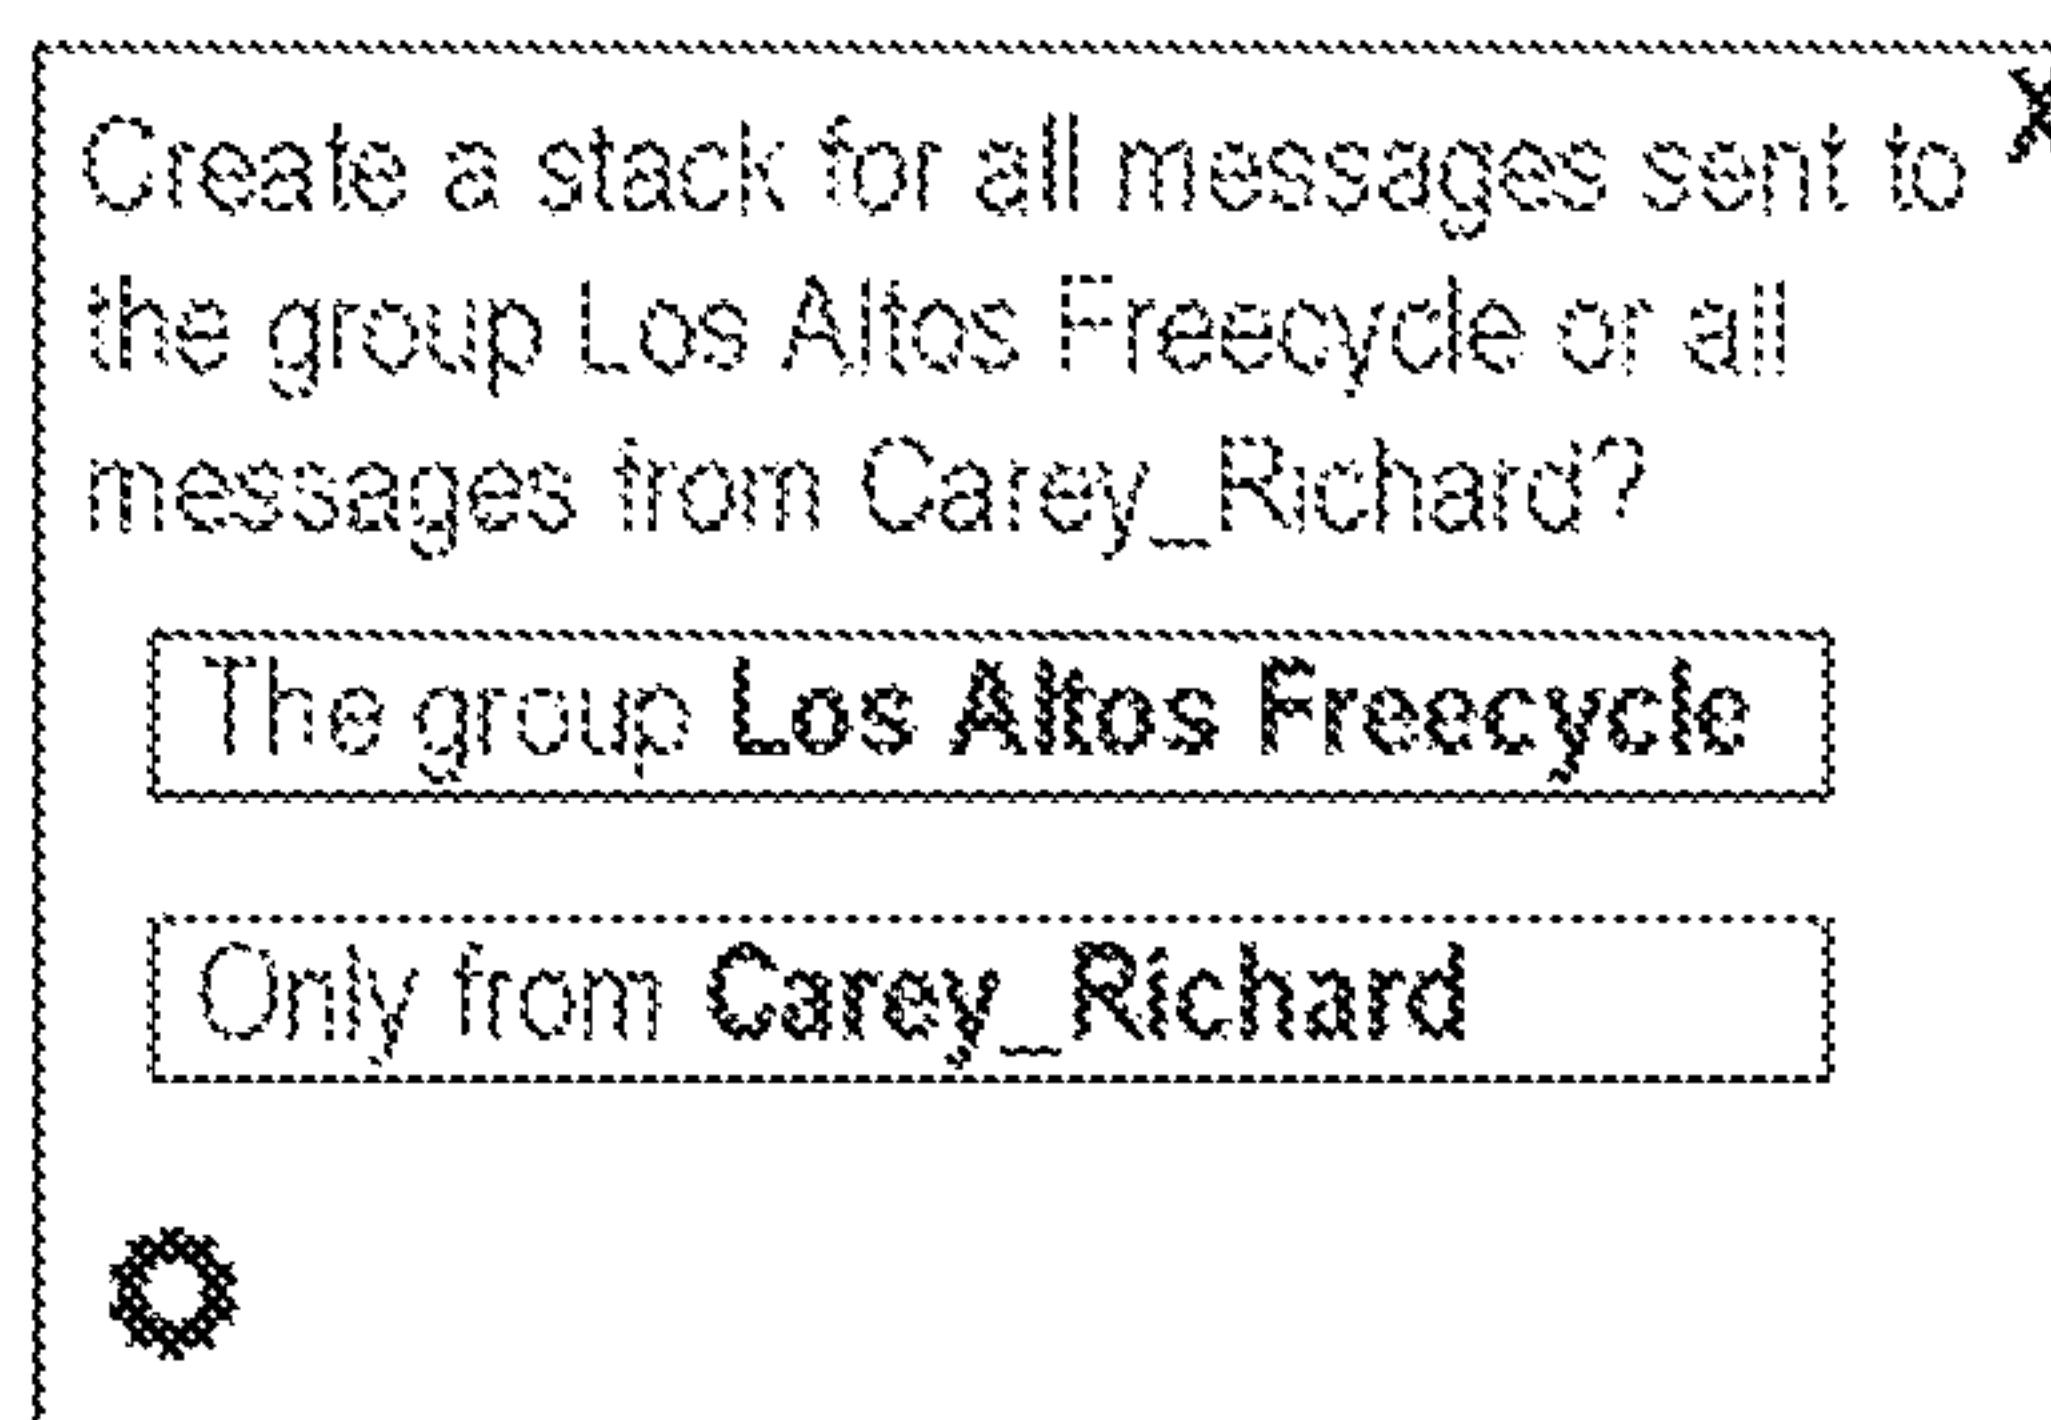 Create a stack for all messages sent to X
the group Los Altos Freecycle or all
messages from Carey_Richard?
The group Los Altos Freecycle
Only from Carey_Richard